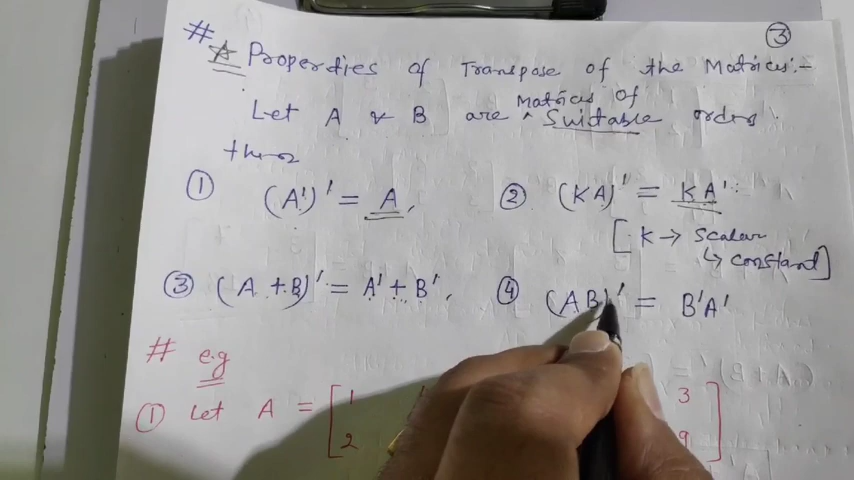 ③
# ☆ Properties of Transpose of the Matrices:-
Let A & B are ^ Matrices of Suitable orders.
then
① (A')' = A, ② (KA)' = KA'
[K → Scalar
↳ constant]
③ (A + B)' = A' + B', ④ (AB)' = B'A'
# e.g
① Let A = [1 3
2 9]